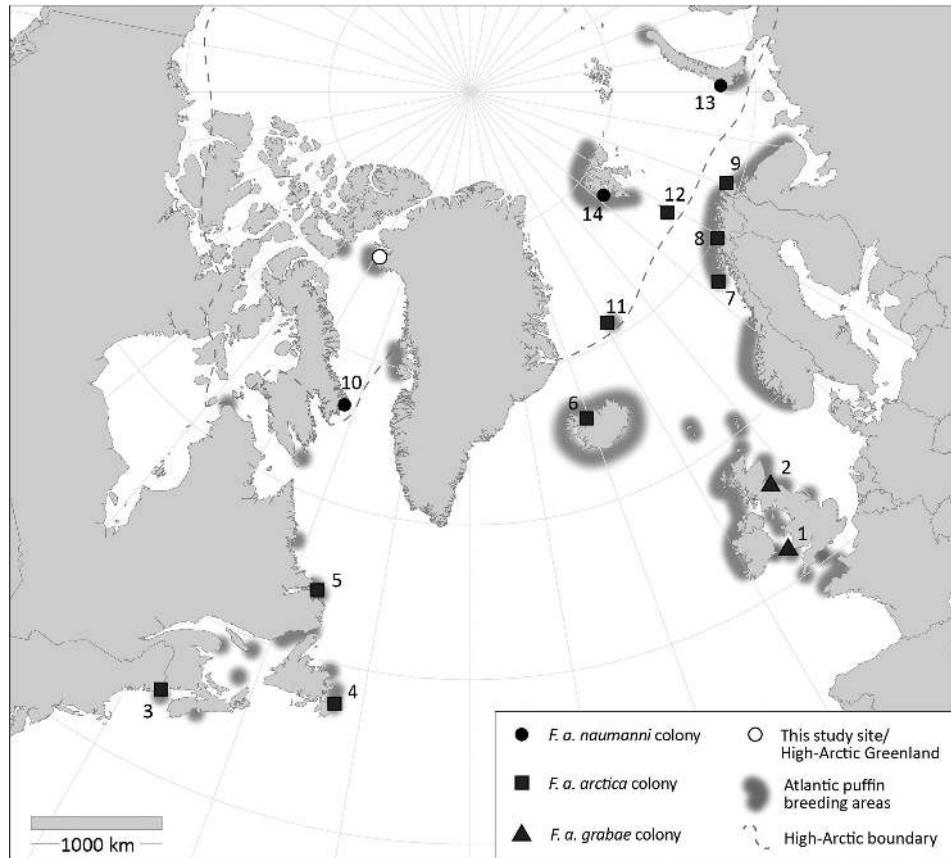 13
9
12
14
8
7
11
10
6
2
1
5
4
3
F. a. naumanni colony
This study site/
High-Arctic Greenland
F. a. arctica colony
Atlantic puffin
breeding areas
F. a. grabae colony
High-Arctic boundary
1000 km